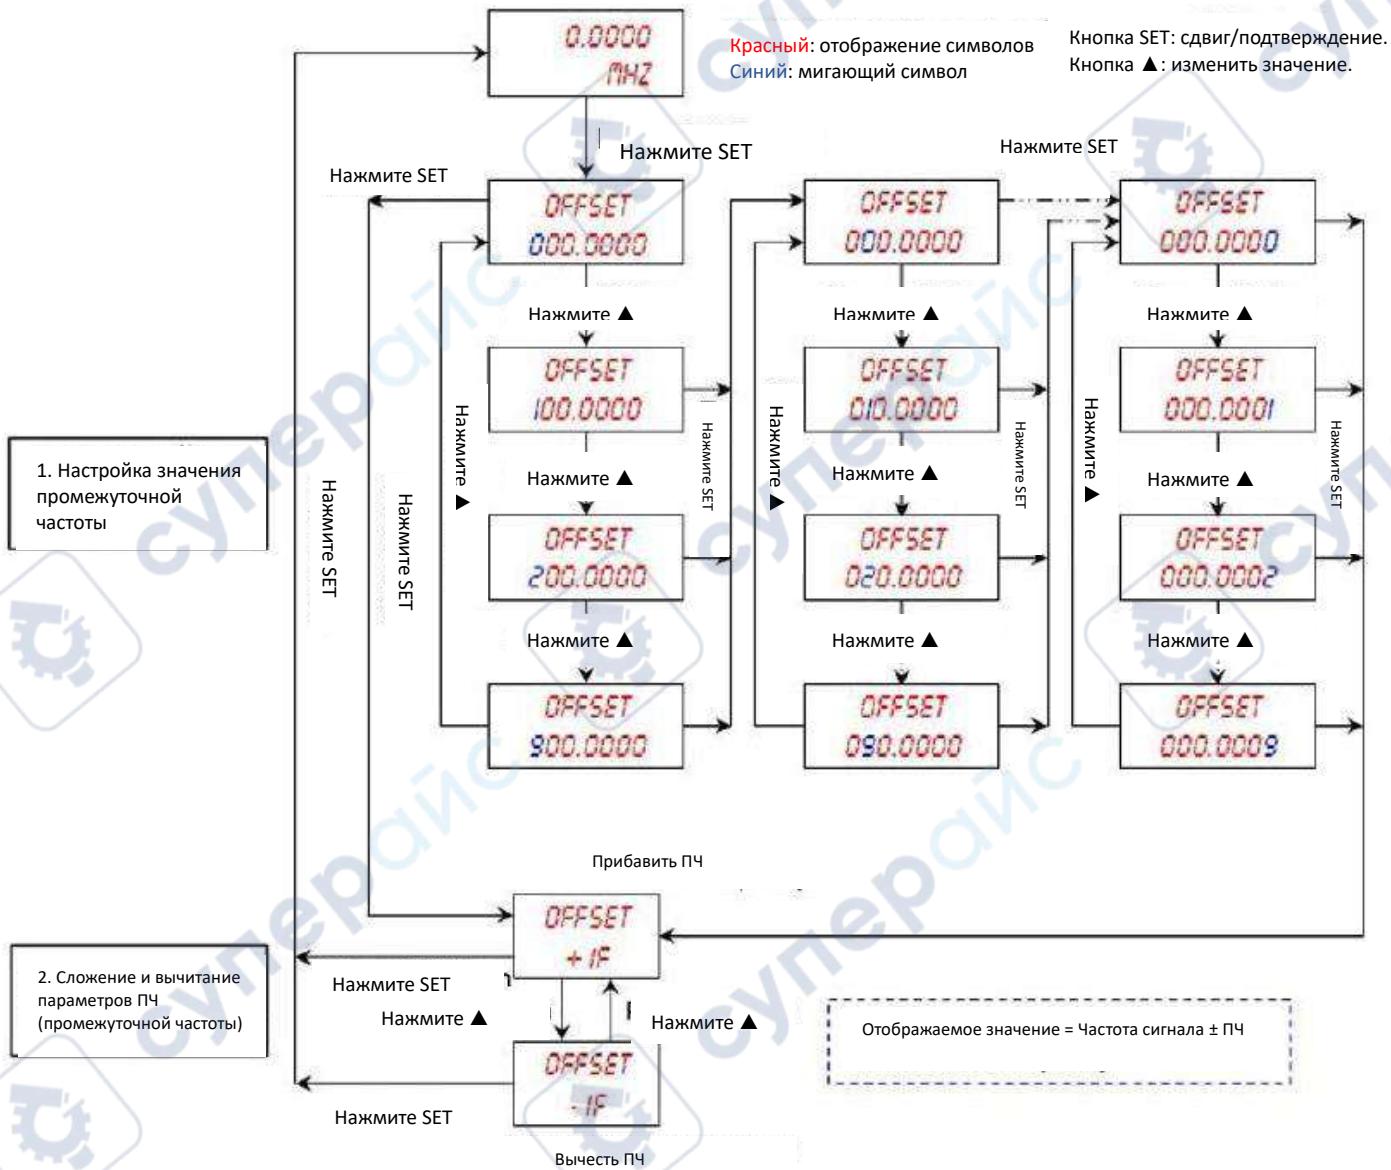 0.0000
MHZ
Красный: отображение символов
Синий: мигающий символ
Кнопка SET: сдвиг/подтверждение.
Кнопка ▲: изменить значение.
Нажмите SET
Нажмите SET
Нажмите SET
OFFSET
000.0000
OFFSET
000.0000
OFFSET
000.0000
Нажмите ▲
Нажмите ▲
Нажмите ▲
OFFSET
100.0000
OFFSET
010.0000
OFFSET
000.0001
Нажмите ▲
Нажмите SET
Нажмите ▲
Нажмите SET
Нажмите ▲
Нажмите SET
Нажмите ▲
Нажмите ▲
Нажмите ▲
1. Настройка значения
промежуточной
частоты
Нажмите SET
Нажмите SET
OFFSET
200.0000
OFFSET
020.0000
OFFSET
000.0002
Нажмите ▲
Нажмите ▲
Нажмите ▲
OFFSET
900.0000
OFFSET
090.0000
OFFSET
000.0009
Прибавить ПЧ
OFFSET
+IF
2. Сложение и вычитание
параметров ПЧ
(промежуточной частоты)
Нажмите SET
Нажмите ▲
Нажмите ▲
Отображаемое значение = Частота сигнала ± ПЧ
OFFSET
-IF
Нажмите SET
Вычесть ПЧ
суперайс
суперайс
суперайс
суперайс